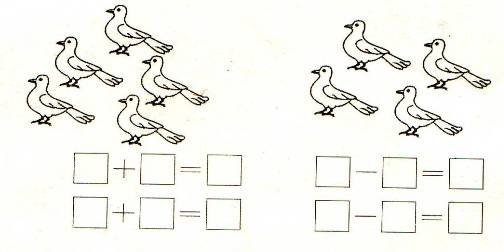 □ + □ = □ □ − □ = □
□ + □ = □ □ − □ = □